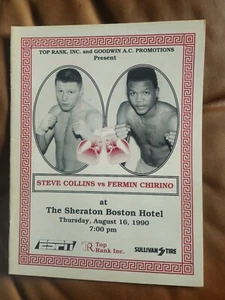 TOP RANK, INC. and GOODWIN A.C. PROMOTIONS
Present
STEVE COLLINS vs FERMIN CHIRINO
at
The Sheraton Boston Hotel
Thursday, August 16, 1990
7:00 pm
ESPN
TR Top Rank Inc.
SULLIVAN TIRE